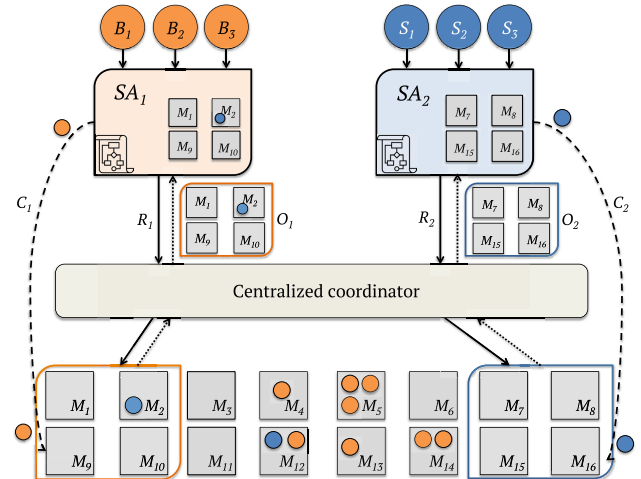 B1 B2 B3
S1 S2 S3
SA1
M1 M2
M9 M10
SA2
M7 M8
M15 M16
C1
C2
R1
M1 M2
M9 M10
O1
R2
M7 M8
M15 M16
O2
Centralized coordinator
M1 M2 M3 M4 M5 M6 M7 M8
M9 M10 M11 M12 M13 M14 M15 M16